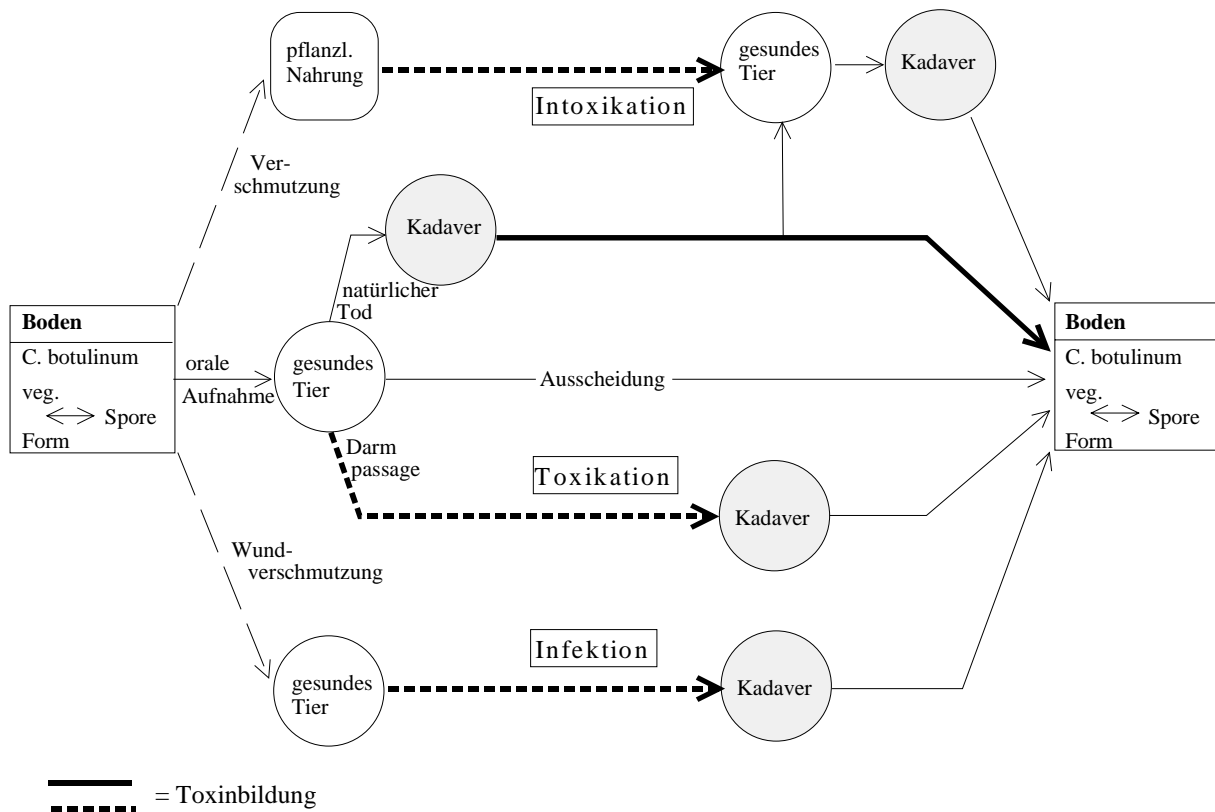 pflanzl.
Nahrung
gesundes
Tier
Kadaver
Intoxikation
Ver-
schmutzung
Kadaver
natürlicher
Tod
Boden
C. botulinum
veg.
Spore
Form
orale
Aufnahme
gesundes
Tier
Ausscheidung
Boden
C. botulinum
veg.
Spore
Form
Darm
passage
Toxikation
Kadaver
Wund-
verschmutzung
Infektion
gesundes
Tier
Kadaver
= Toxinbildung